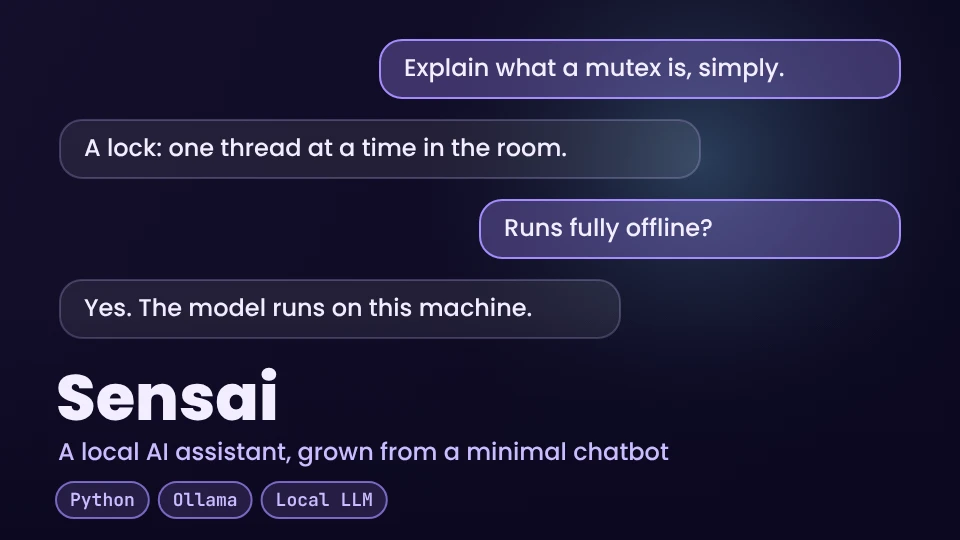 Explain what a mutex is, simply.
A lock: one thread at a time in the room.
Runs fully offline?
Yes. The model runs on this machine.
Sensai
A local AI assistant, grown from a minimal chatbot
Python Ollama Local LLM